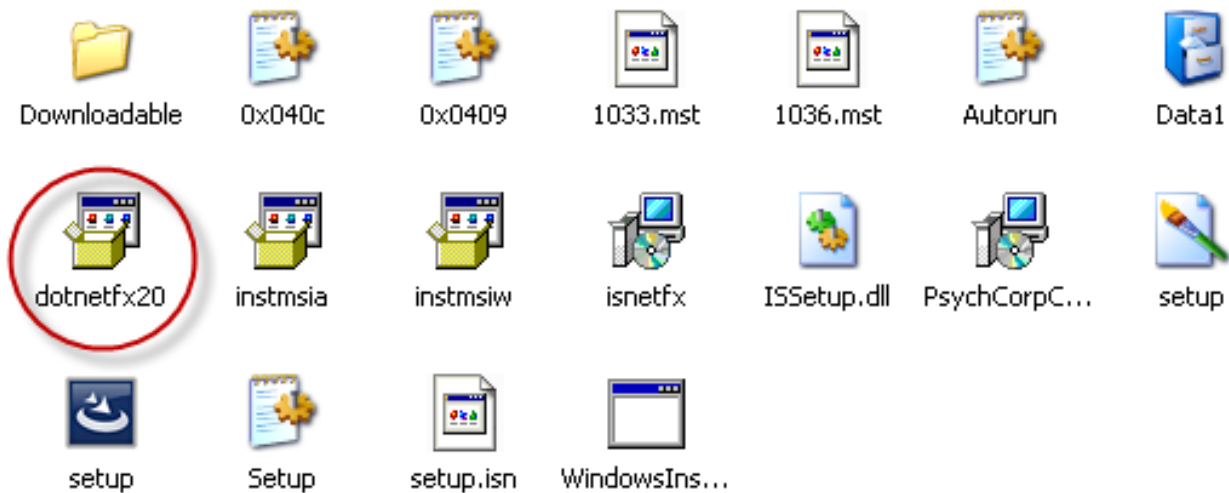 Downloadable
0x040c
0x0409
1033.mst
1036.mst
Autorun
Data1
dotnetfx20
instmsia
instmsiw
isnetfx
ISSetup.dll
PsychCorpC...
setup
setup
Setup
setup.isn
WindowsIns...